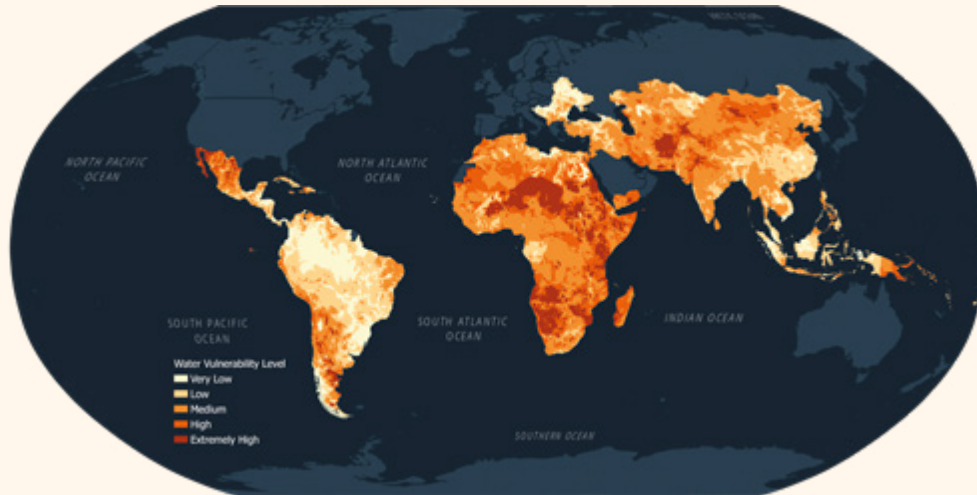 NORTH PACIFIC
OCEAN
NORTH ATLANTIC
OCEAN
SOUTH PACIFIC
OCEAN
SOUTH ATLANTIC
OCEAN
INDIAN OCEAN
Water Vulnerability Level
Very Low
Low
Medium
High
Extremely High
SOUTHERN OCEAN